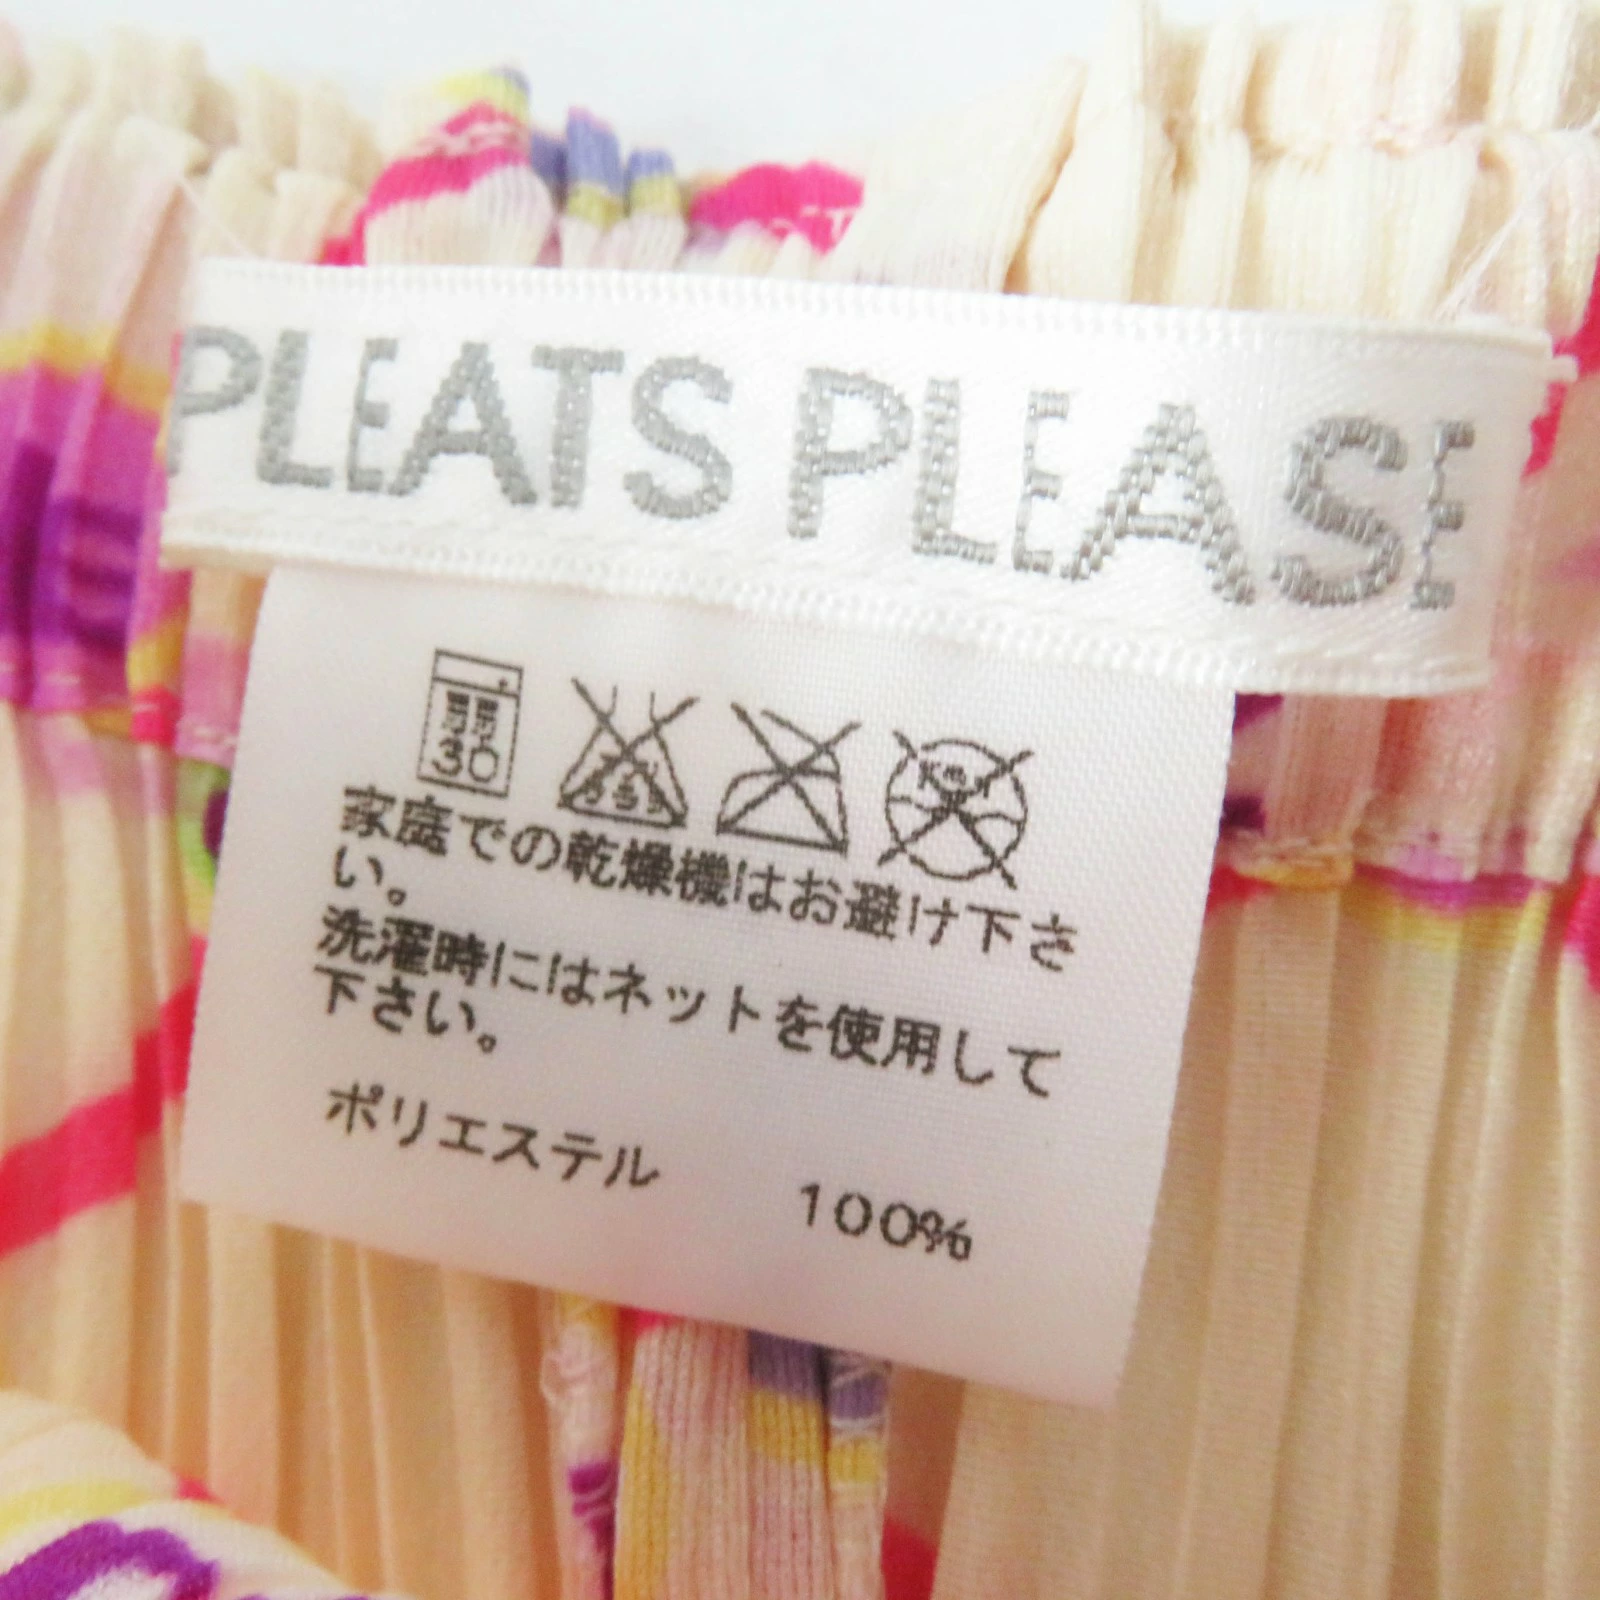 PLEATS PLEASE
30
家庭での乾燥機はお避け下さ
い。
洗濯時にはネットを使用して
下さい。
ポリエステル 100%